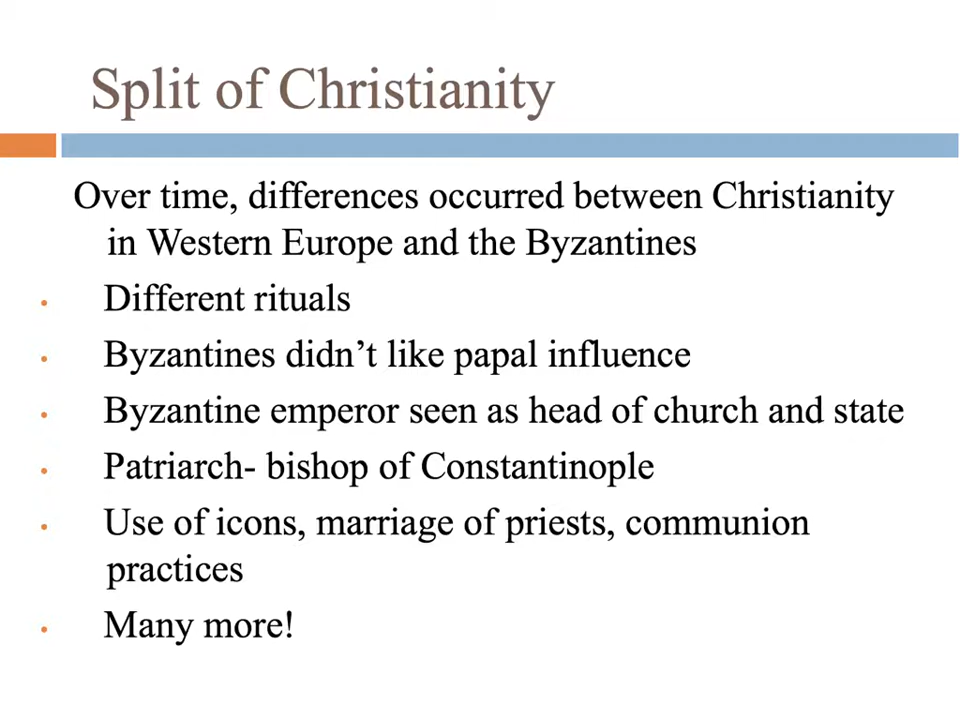 Split of Christianity
Over time, differences occurred between Christianity
in Western Europe and the Byzantines
• Different rituals
• Byzantines didn’t like papal influence
• Byzantine emperor seen as head of church and state
• Patriarch- bishop of Constantinople
• Use of icons, marriage of priests, communion
practices
• Many more!